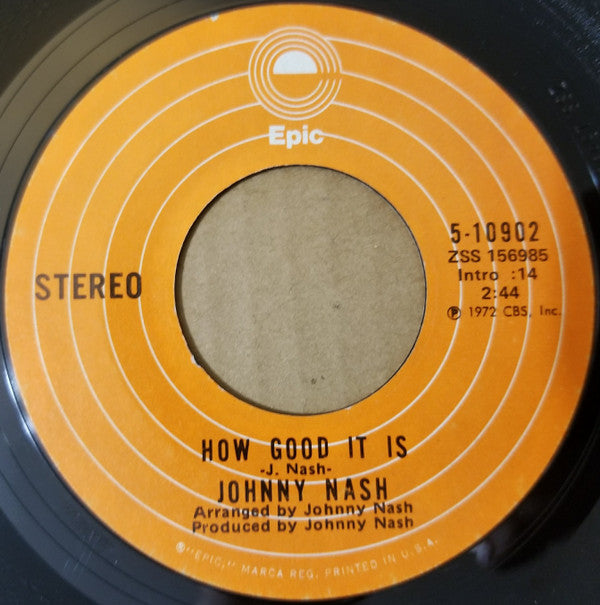 Epic
STEREO
5-10902
ZSS 156985
Intro :14
2:44
Ⓟ 1972 CBS, Inc.
HOW GOOD IT IS
-J. Nash-
JOHNNY NASH
Arranged by Johnny Nash
Produced by Johnny Nash
®"EPIC," MARCA REG. PRINTED IN U.S.A.